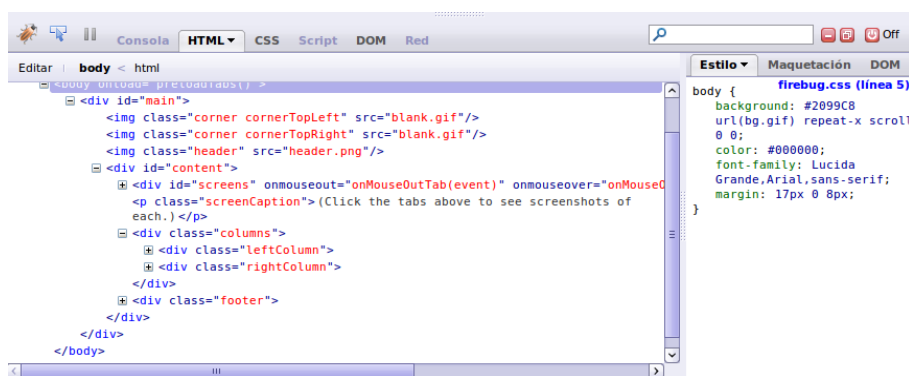 Consola HTML CSS Script DOM Red
Off
Editar body < html
Estilo Maquetación DOM
<body onload="preloadTabs()">
<div id="main">
<img class="corner cornerTopLeft" src="blank.gif"/>
<img class="corner cornerTopRight" src="blank.gif"/>
<img class="header" src="header.png"/>
<div id="content">
<div id="screens" onmouseout="onMouseOutTab(event)" onmouseover="onMouseO
<p class="screenCaption">(Click the tabs above to see screenshots of
each.)</p>
<div class="columns">
<div class="leftColumn">
<div class="rightColumn">
</div>
<div class="footer">
</div>
</div>
</body>
firebug.css (línea 5)
body {
background: #2099C8
url(bg.gif) repeat-x scroll
0 0;
color: #000000;
font-family: Lucida
Grande,Arial,sans-serif;
margin: 17px 0 8px;
}